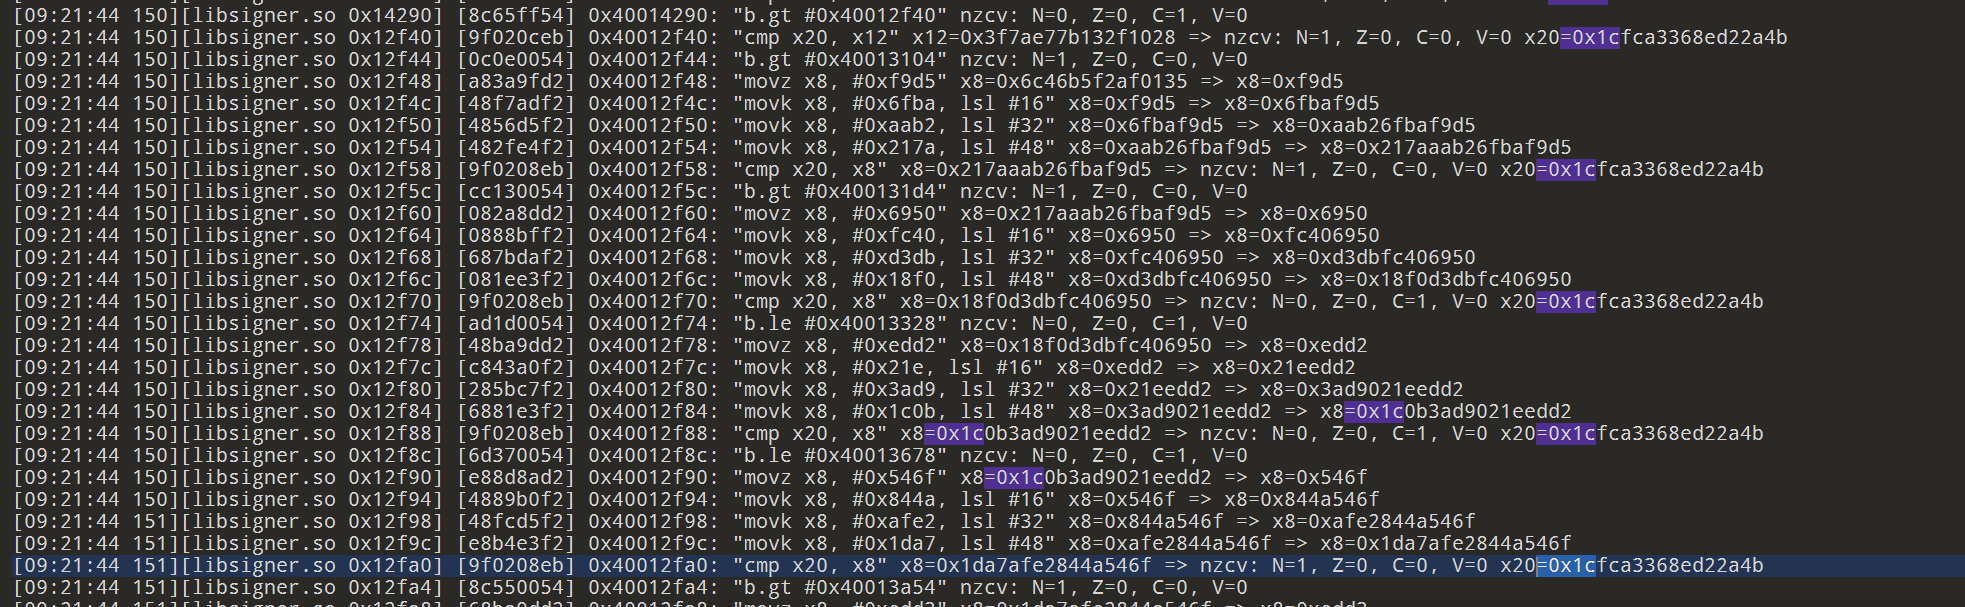 [09:21:44 150][libsigner.so 0x14290] [8c65ff54] 0x40014290: "b.gt #0x40012f40" nzcv: N=0, Z=0, C=1, V=0
[09:21:44 150][libsigner.so 0x12f40] [9f020ceb] 0x40012f40: "cmp x20, x12" x12=0x3f7ae77b132f1028 => nzcv: N=1, Z=0, C=0, V=0 x20=0x1cfca3368ed22a4b
[09:21:44 150][libsigner.so 0x12f44] [0c0e0054] 0x40012f44: "b.gt #0x40013104" nzcv: N=1, Z=0, C=0, V=0
[09:21:44 150][libsigner.so 0x12f48] [a83a9fd2] 0x40012f48: "movz x8, #0xf9d5" x8=0x6c46b5f2af0135 => x8=0xf9d5
[09:21:44 150][libsigner.so 0x12f4c] [48f7adf2] 0x40012f4c: "movk x8, #0x6fba, lsl #16" x8=0xf9d5 => x8=0x6fbaf9d5
[09:21:44 150][libsigner.so 0x12f50] [4856d5f2] 0x40012f50: "movk x8, #0xaab2, lsl #32" x8=0x6fbaf9d5 => x8=0xaab26fbaf9d5
[09:21:44 150][libsigner.so 0x12f54] [482fe4f2] 0x40012f54: "movk x8, #0x217a, lsl #48" x8=0xaab26fbaf9d5 => x8=0x217aaab26fbaf9d5
[09:21:44 150][libsigner.so 0x12f58] [9f0208eb] 0x40012f58: "cmp x20, x8" x8=0x217aaab26fbaf9d5 => nzcv: N=1, Z=0, C=0, V=0 x20=0x1cfca3368ed22a4b
[09:21:44 150][libsigner.so 0x12f5c] [cc130054] 0x40012f5c: "b.gt #0x400131d4" nzcv: N=1, Z=0, C=0, V=0
[09:21:44 150][libsigner.so 0x12f60] [082a8dd2] 0x40012f60: "movz x8, #0x6950" x8=0x217aaab26fbaf9d5 => x8=0x6950
[09:21:44 150][libsigner.so 0x12f64] [0888bff2] 0x40012f64: "movk x8, #0xfc40, lsl #16" x8=0x6950 => x8=0xfc406950
[09:21:44 150][libsigner.so 0x12f68] [687bdaf2] 0x40012f68: "movk x8, #0xd3db, lsl #32" x8=0xfc406950 => x8=0xd3dbfc406950
[09:21:44 150][libsigner.so 0x12f6c] [081ee3f2] 0x40012f6c: "movk x8, #0x18f0, lsl #48" x8=0xd3dbfc406950 => x8=0x18f0d3dbfc406950
[09:21:44 150][libsigner.so 0x12f70] [9f0208eb] 0x40012f70: "cmp x20, x8" x8=0x18f0d3dbfc406950 => nzcv: N=0, Z=0, C=1, V=0 x20=0x1cfca3368ed22a4b
[09:21:44 150][libsigner.so 0x12f74] [ad1d0054] 0x40012f74: "b.le #0x40013328" nzcv: N=0, Z=0, C=1, V=0
[09:21:44 150][libsigner.so 0x12f78] [48ba9dd2] 0x40012f78: "movz x8, #0xedd2" x8=0x18f0d3dbfc406950 => x8=0xedd2
[09:21:44 150][libsigner.so 0x12f7c] [c843a0f2] 0x40012f7c: "movk x8, #0x21e, lsl #16" x8=0xedd2 => x8=0x21eedd2
[09:21:44 150][libsigner.so 0x12f80] [285bc7f2] 0x40012f80: "movk x8, #0x3ad9, lsl #32" x8=0x21eedd2 => x8=0x3ad9021eedd2
[09:21:44 150][libsigner.so 0x12f84] [6881e3f2] 0x40012f84: "movk x8, #0x1c0b, lsl #48" x8=0x3ad9021eedd2 => x8=0x1c0b3ad9021eedd2
[09:21:44 150][libsigner.so 0x12f88] [9f0208eb] 0x40012f88: "cmp x20, x8" x8=0x1c0b3ad9021eedd2 => nzcv: N=0, Z=0, C=1, V=0 x20=0x1cfca3368ed22a4b
[09:21:44 150][libsigner.so 0x12f8c] [6d370054] 0x40012f8c: "b.le #0x40013678" nzcv: N=0, Z=0, C=1, V=0
[09:21:44 150][libsigner.so 0x12f90] [e88d8ad2] 0x40012f90: "movz x8, #0x546f" x8=0x1c0b3ad9021eedd2 => x8=0x546f
[09:21:44 150][libsigner.so 0x12f94] [4889b0f2] 0x40012f94: "movk x8, #0x844a, lsl #16" x8=0x546f => x8=0x844a546f
[09:21:44 151][libsigner.so 0x12f98] [48fcd5f2] 0x40012f98: "movk x8, #0xafe2, lsl #32" x8=0x844a546f => x8=0xafe2844a546f
[09:21:44 151][libsigner.so 0x12f9c] [e8b4e3f2] 0x40012f9c: "movk x8, #0x1da7, lsl #48" x8=0xafe2844a546f => x8=0x1da7afe2844a546f
[09:21:44 151][libsigner.so 0x12fa0] [9f0208eb] 0x40012fa0: "cmp x20, x8" x8=0x1da7afe2844a546f => nzcv: N=1, Z=0, C=0, V=0 x20=0x1cfca3368ed22a4b
[09:21:44 151][libsigner.so 0x12fa4] [8c550054] 0x40012fa4: "b.gt #0x40013a54" nzcv: N=1, Z=0, C=0, V=0